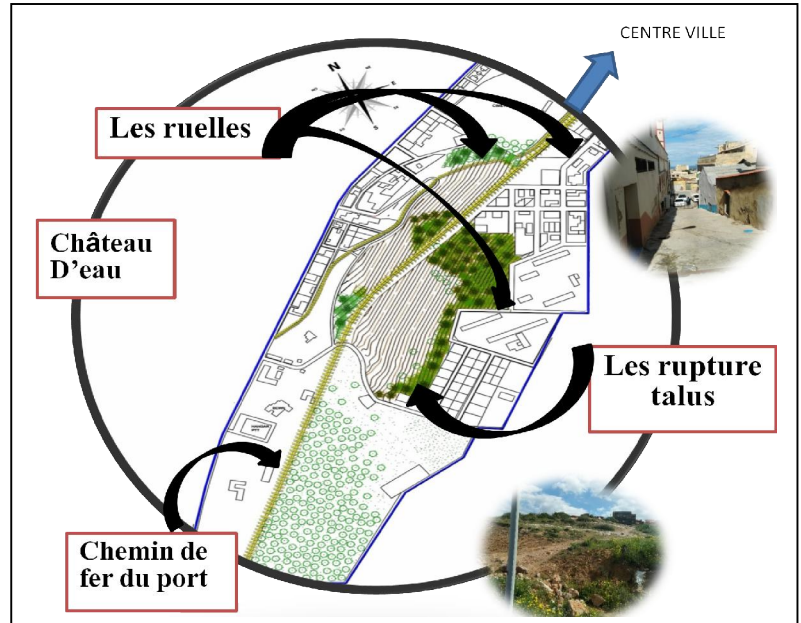 CENTRE VILLE
N
Les ruelles
Château
D'eau
Les rupture
talus
Chemin de
fer du port